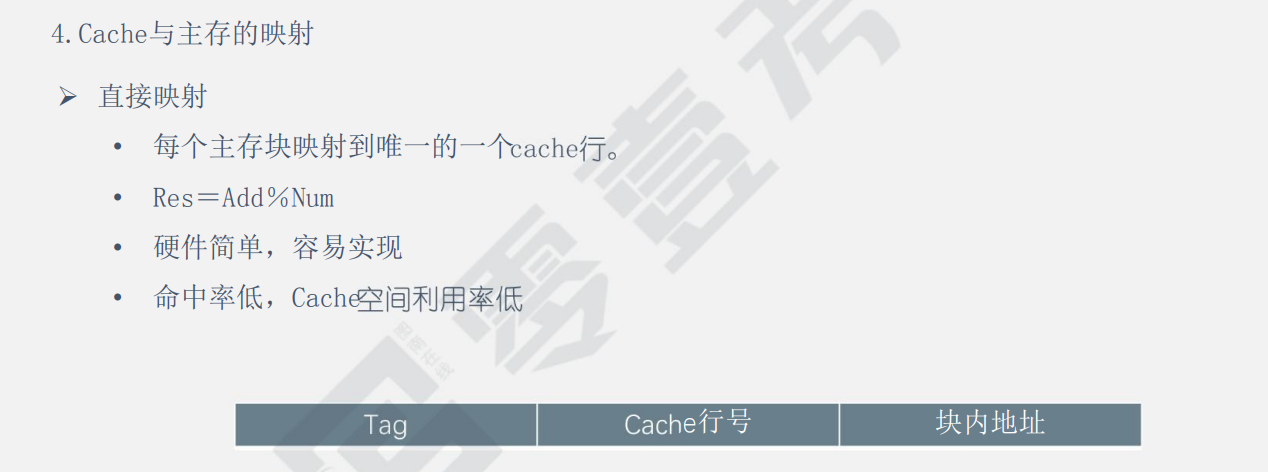 4.Cache与主存的映射
➢ 直接映射
• 每个主存块映射到唯一的一个cache行。
• Res＝Add％Num
• 硬件简单，容易实现
• 命中率低，Cache空间利用率低
零壹考
Tag Cache行号 块内地址